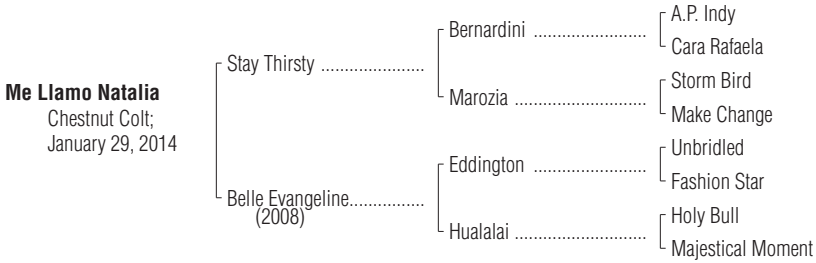 A.P. Indy
Bernardini ........................
Cara Rafaela
Stay Thirsty ......................
Storm Bird
Marozia ............................
Make Change
Me Llamo Natalia
Chestnut Colt;
January 29, 2014
Unbridled
Eddington ........................
Fashion Star
Belle Evangeline................
(2008)
Holy Bull
Hualalai ............................
Majestical Moment